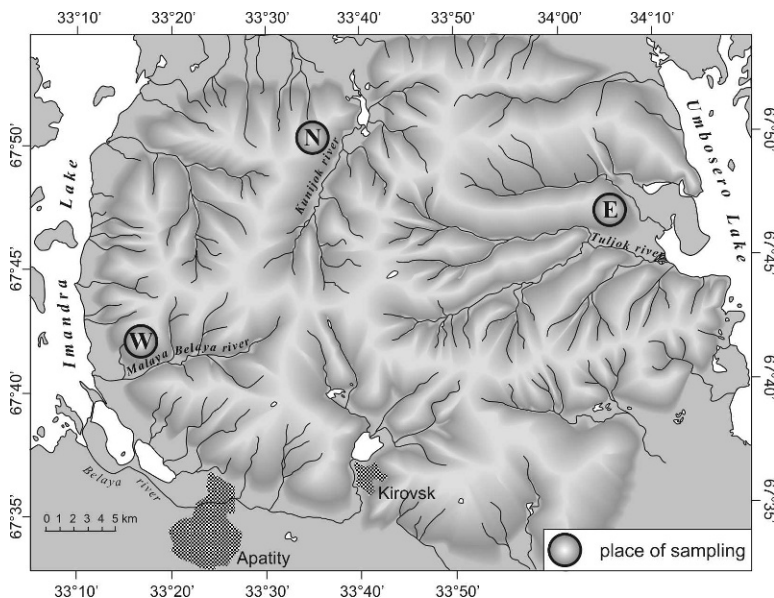 33°10' 33°20' 33°30' 33°40' 33°50' 34°00' 34°10'
67°50'
67°45'
67°40'
67°35'
67°50'
67°45'
67°40'
67°35'
N
Kunijok river
E
Tuljok river
Umbosero Lake
Imandra Lake
W
Malaya Belaya river
Belaya river
Kirovsk
Apatity
0 1 2 3 4 5 km
place of sampling
33°10' 33°20' 33°30' 33°40' 33°50'